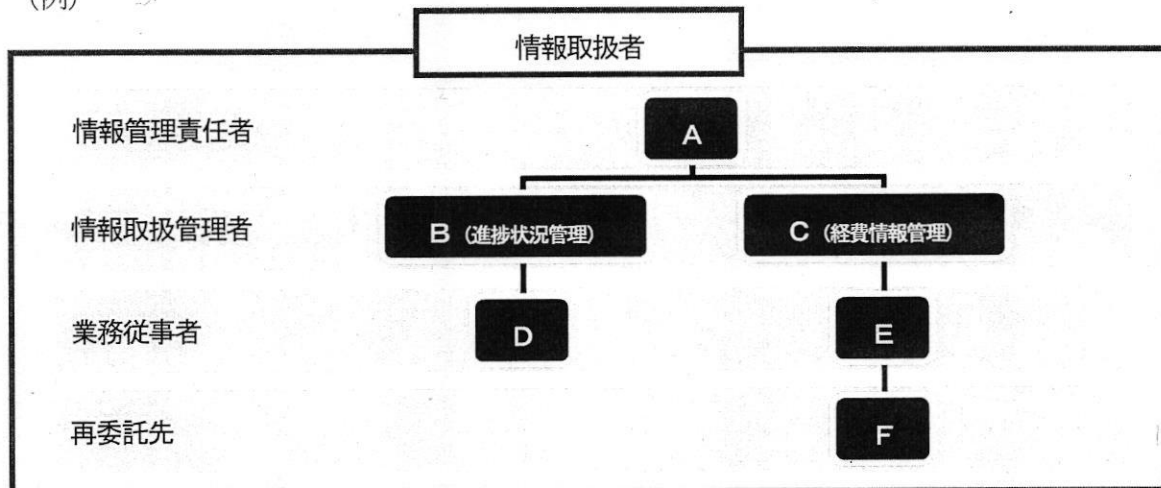 (例)
情報取扱者
情報管理責任者
A
情報取扱管理者
B (進捗状況管理)
C (経費情報管理)
業務従事者
D
E
再委託先
F